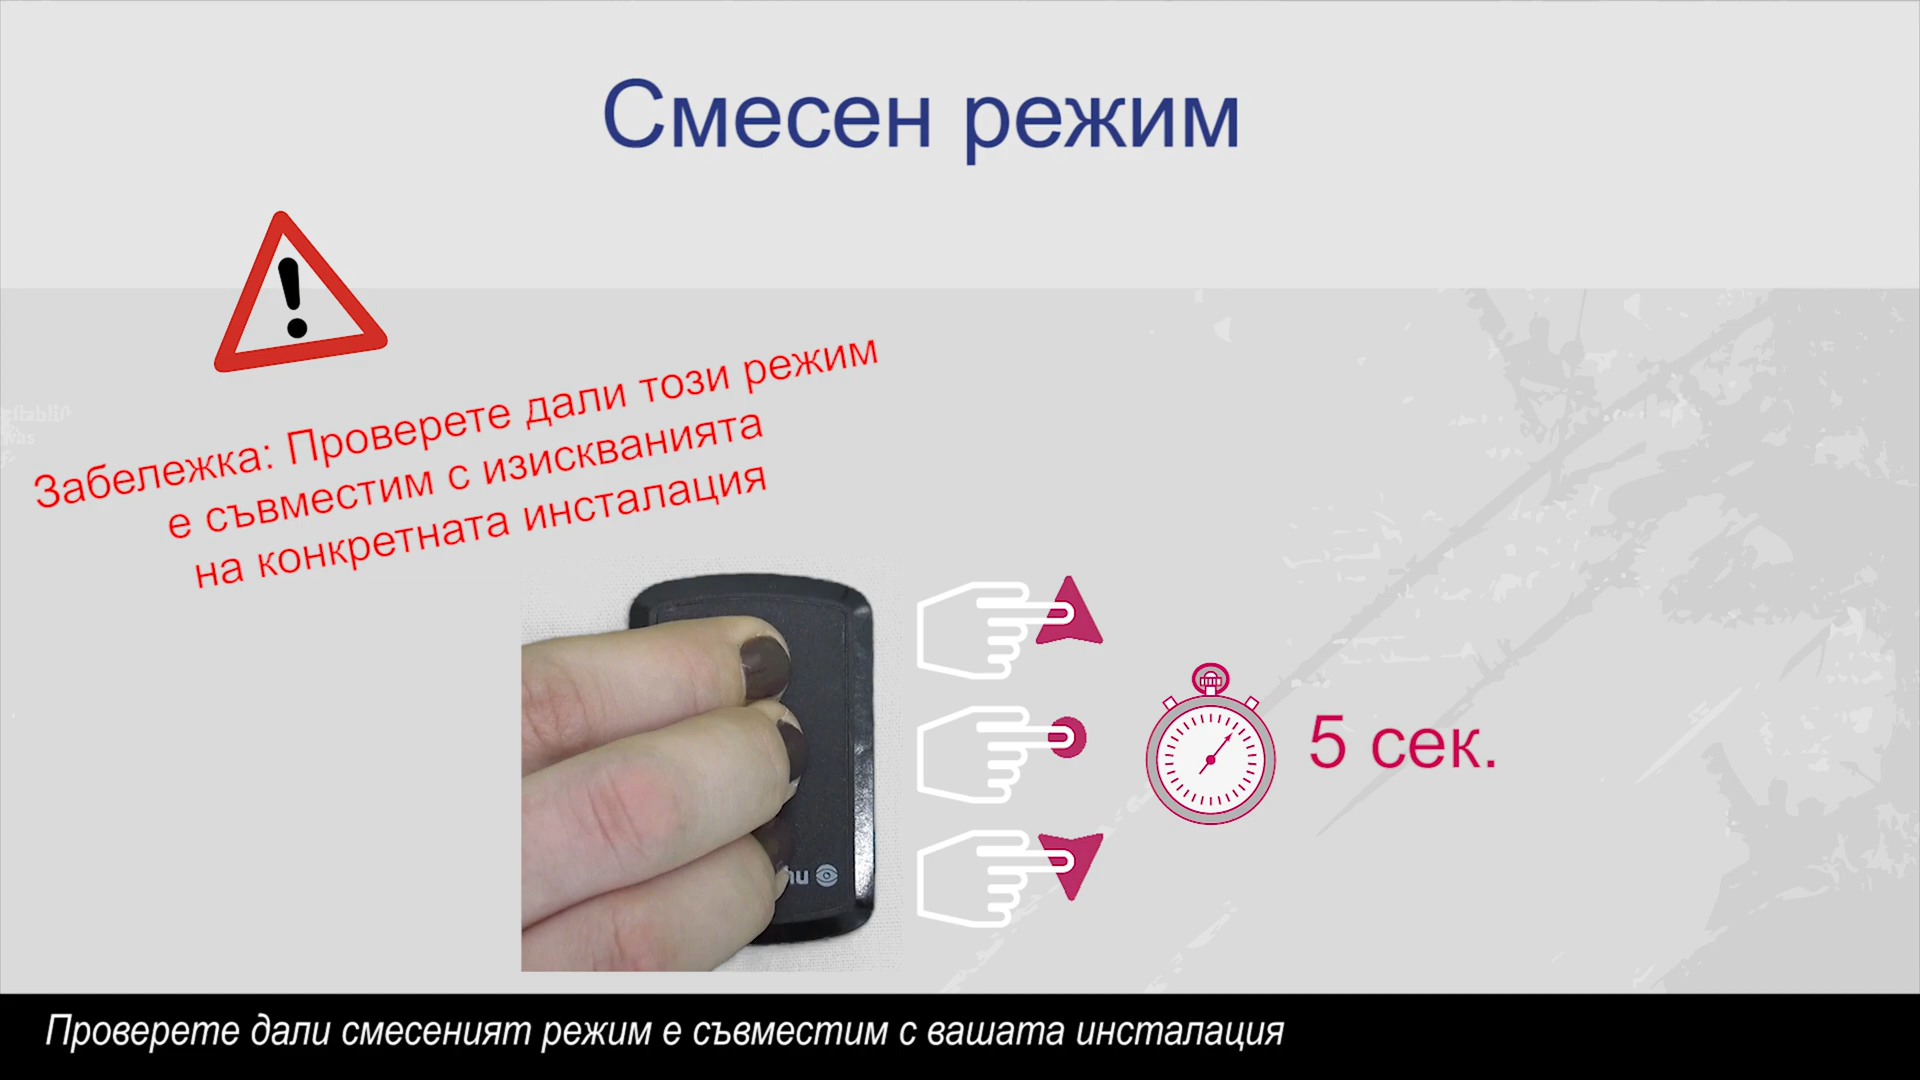 Смесен режим
Забележка: Проверете дали този режим
е съвместим с изискванията
на конкретната инсталация
5 сек.
Проверете дали смесеният режим е съвместим с вашата инсталация